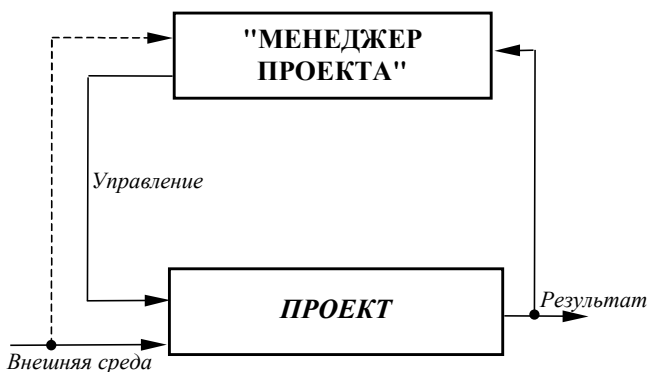 "МЕНЕДЖЕР
ПРОЕКТА"
Управление
ПРОЕКТ
Результат
Внешняя среда